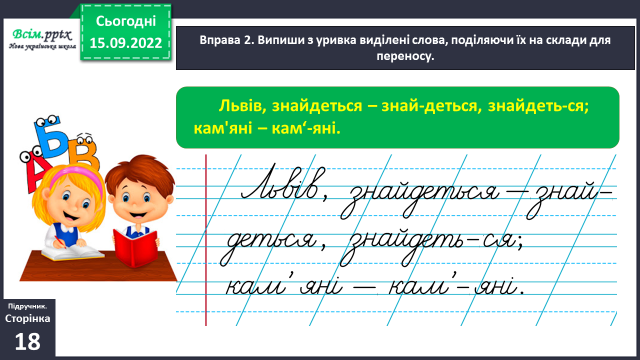 Всім.pptx
Нова українська школа
Сьогодні
15.09.2022
Вправа 2. Випиши з уривка виділені слова, поділяючи їх на склади для
переносу.
Львів, знайдеться – знай-деться, знайдеть-ся;
кам'яні – кам‘-яні.
А Б В
Львів, знайдеться — знай-
деться, знайдеть-ся;
кам’яні — кам’-яні.
Підручник.
Сторінка
18